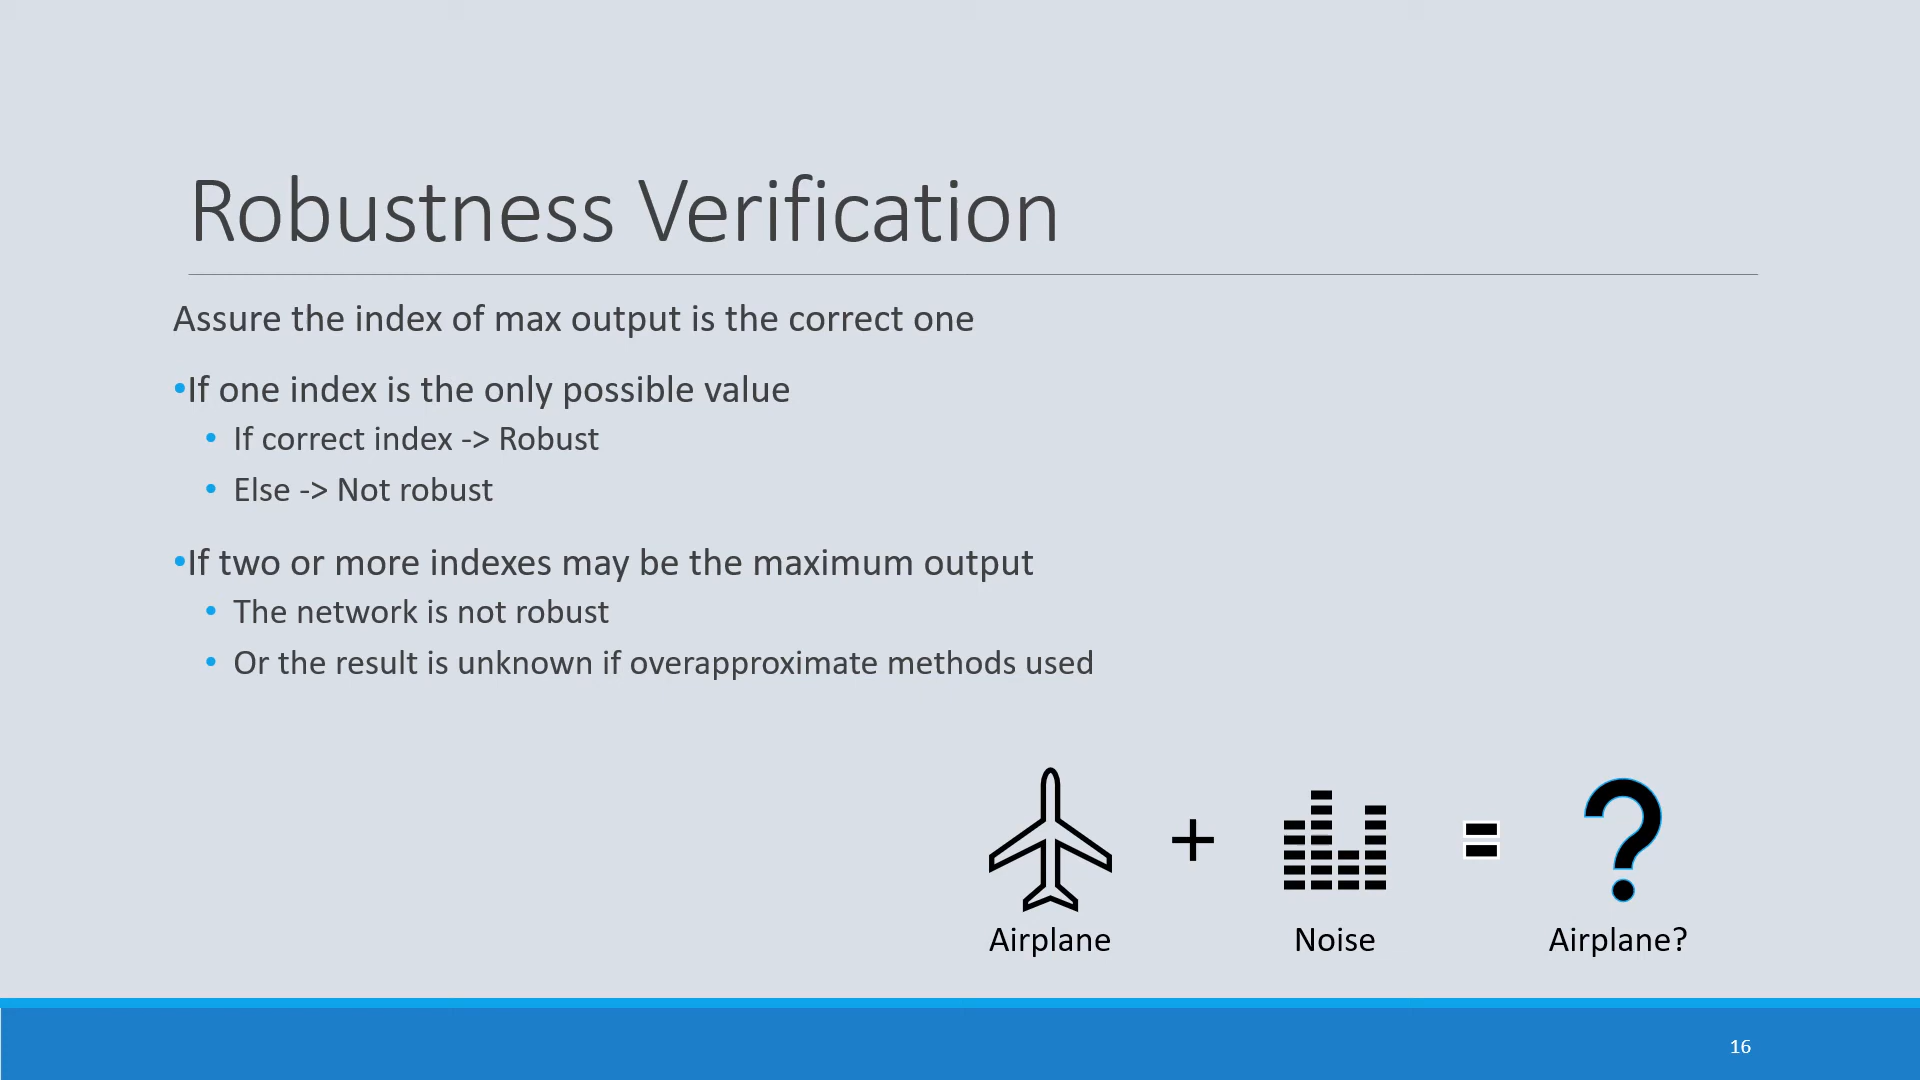 Robustness Verification
Assure the index of max output is the correct one
•If one index is the only possible value
• If correct index -> Robust
• Else -> Not robust
•If two or more indexes may be the maximum output
• The network is not robust
• Or the result is unknown if overapproximate methods used
+ = ?
Airplane Noise Airplane?
16